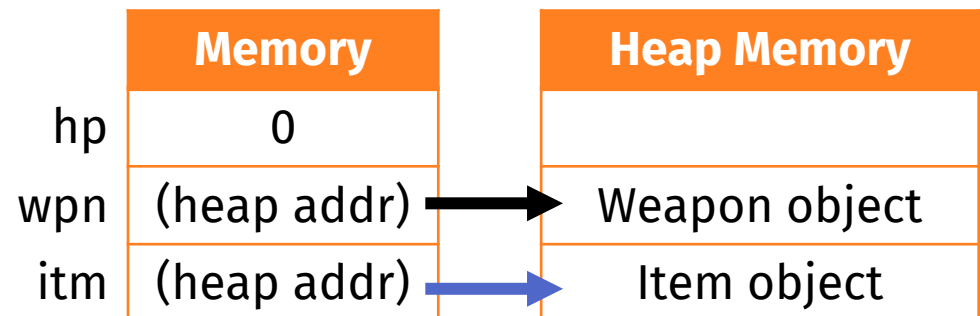 Memory Heap Memory
hp 0
wpn (heap addr) Weapon object
itm (heap addr) Item object